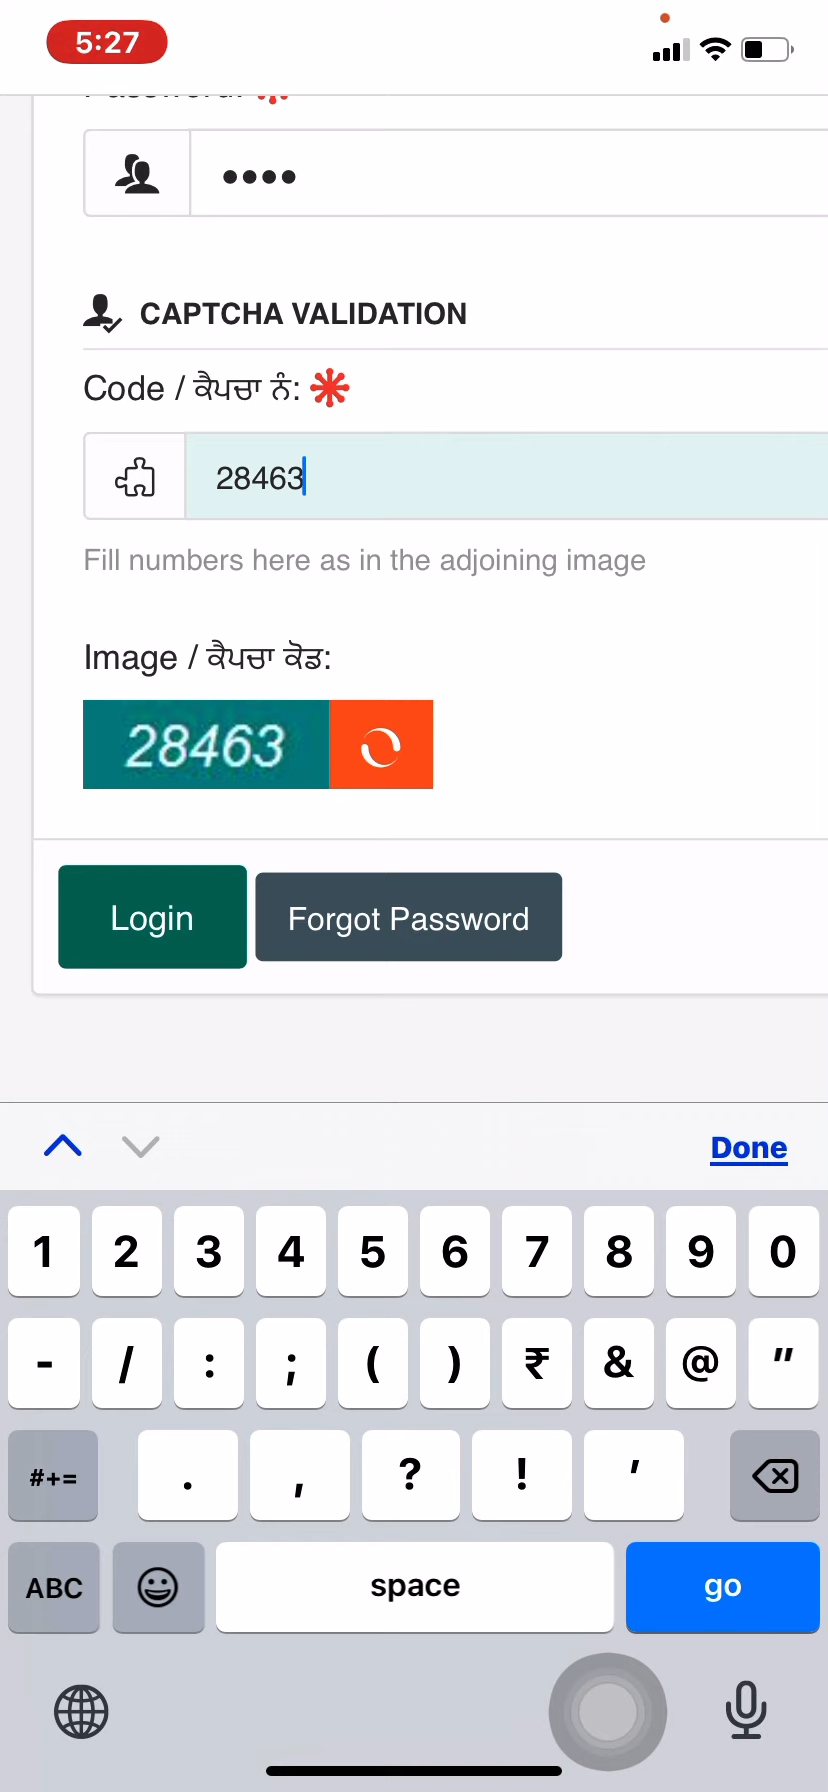 5:27
••••
CAPTCHA VALIDATION
Code / ਕੈਪਚਾ ਨੰ:
28463
Fill numbers here as in the adjoining image
Image / ਕੈਪਚਾ ਕੋਡ:
28463
Login Forgot Password
Done
1 2 3 4 5 6 7 8 9 0
- / : ; ( ) ₹ & @ "
#+= . , ? ! '
ABC space go